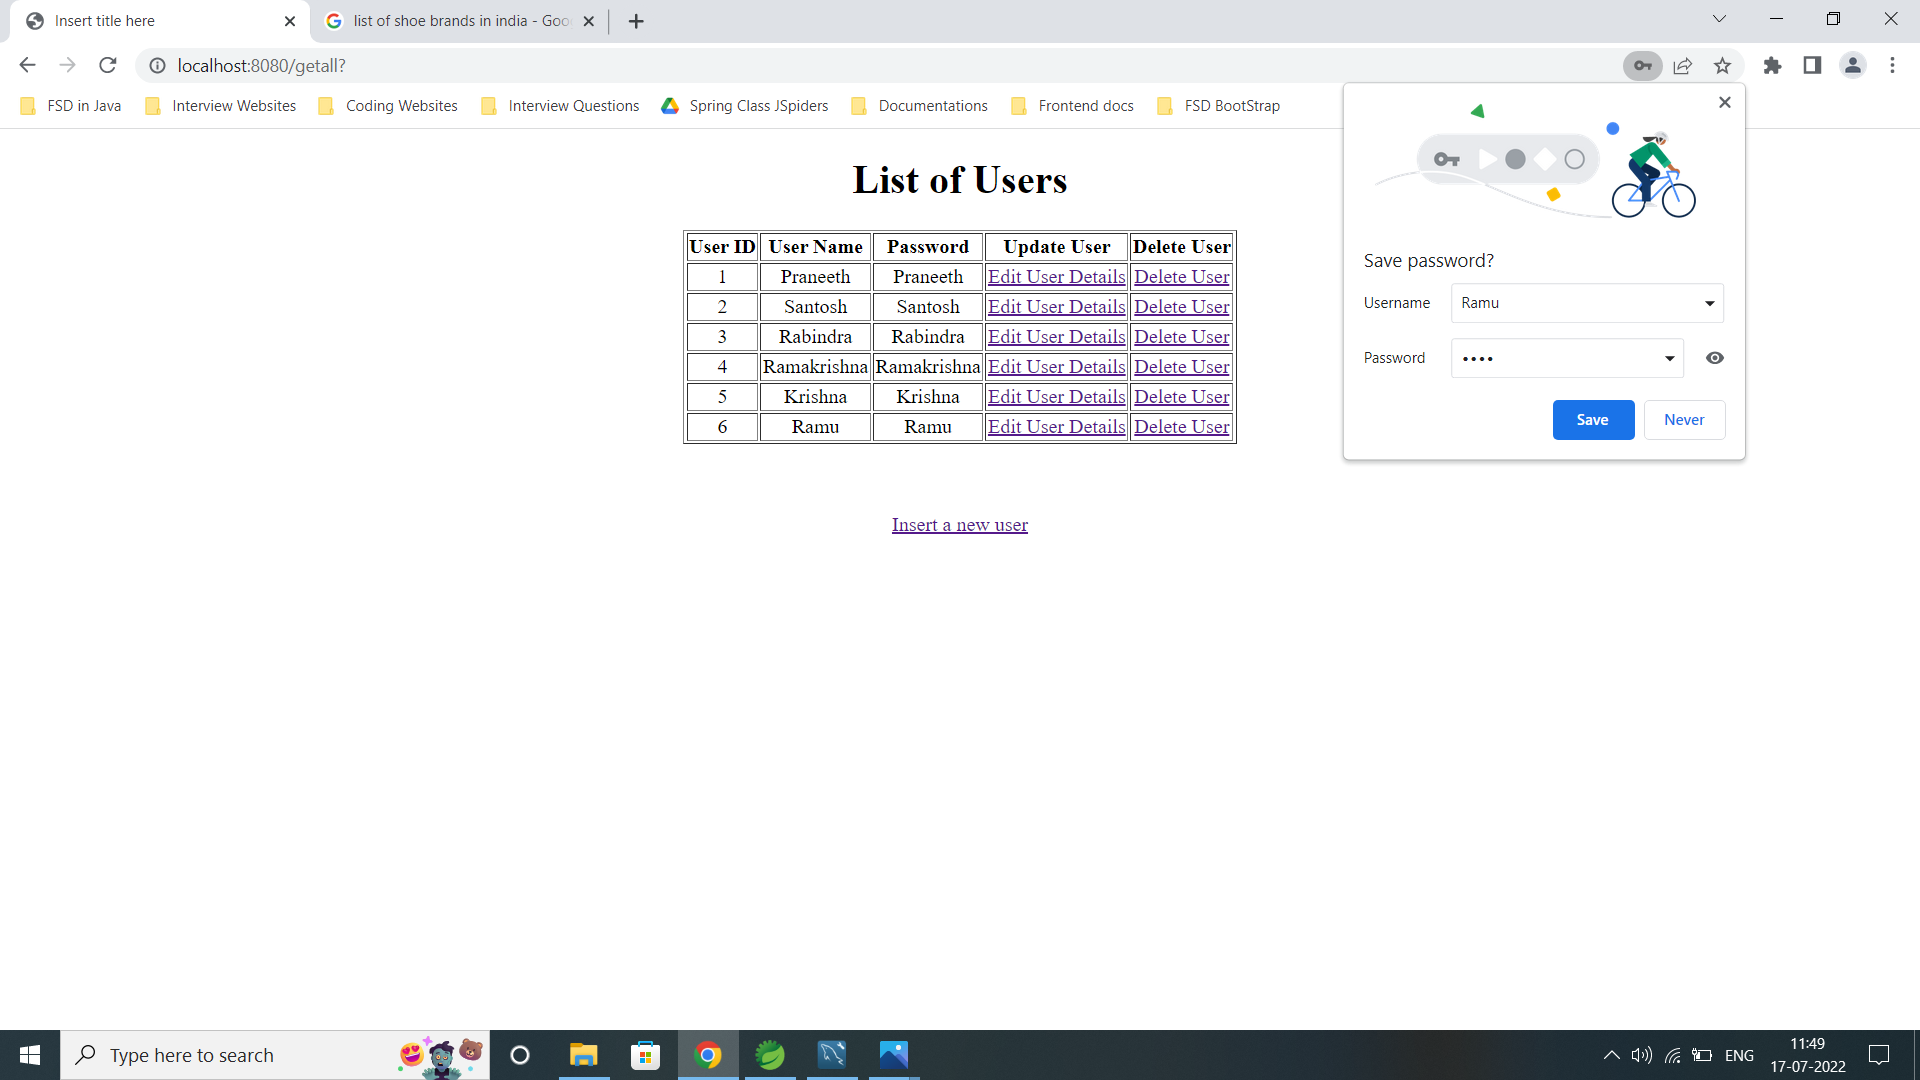 Insert title here
list of shoe brands in india - Goo
localhost:8080/getall?
FSD in Java Interview Websites Coding Websites Interview Questions Spring Class JSpiders Documentations Frontend docs FSD BootStrap
List of Users
User ID User Name Password Update User Delete User
1 Praneeth Praneeth Edit User Details Delete User
2 Santosh Santosh Edit User Details Delete User
3 Rabindra Rabindra Edit User Details Delete User
4 Ramakrishna Ramakrishna Edit User Details Delete User
5 Krishna Krishna Edit User Details Delete User
6 Ramu Ramu Edit User Details Delete User
Insert a new user
Save password?
Username Ramu
Password ••••
Save Never
Type here to search
ENG
11:49
17-07-2022